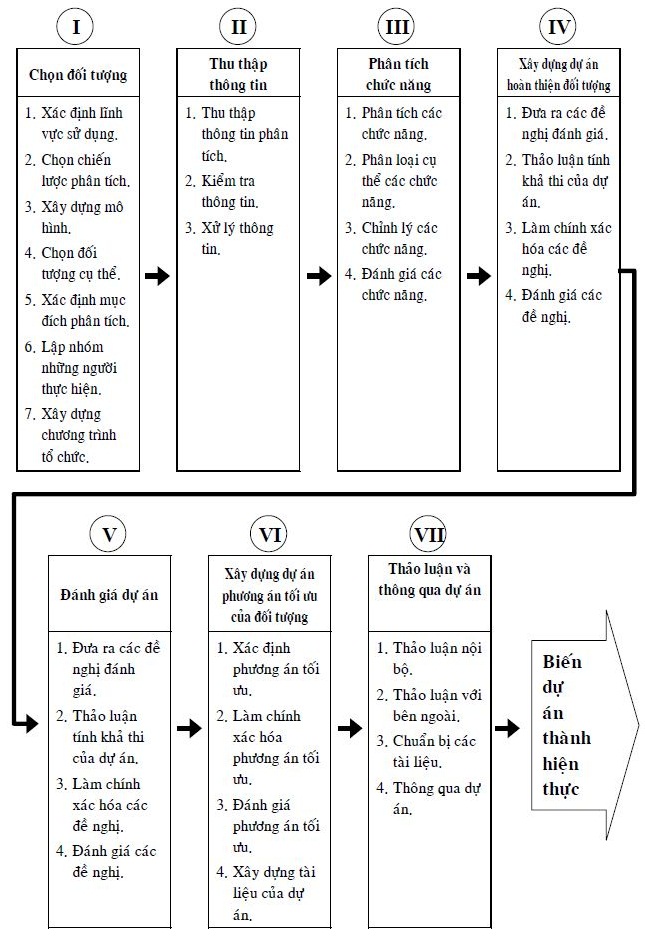 I
Chọn đối tượng
1. Xác định lĩnh
vực sử dụng.
2. Chọn chiến
lược phân tích.
3. Xây dựng mô
hình.
4. Chọn đối
tượng cụ thể.
5. Xác định mục
đích phân tích.
6. Lập nhóm
những người
thực hiện.
7. Xây dựng
chương trình
tổ chức.
II
Thu thập
thông tin
1. Thu thập
thông tin phân
tích.
2. Kiểm tra
thông tin.
3. Xử lý thông
tin.
III
Phân tích
chức năng
1. Phân tích các
chức năng.
2. Phân loại cụ
thể các chức
năng.
3. Chỉnh lý các
chức năng.
4. Đánh giá các
chức năng.
IV
Xây dựng dự án
hoàn thiện đối tượng
1. Đưa ra các đề
nghị đánh giá.
2. Thảo luận tính
khả thi của dự
án.
3. Làm chính xác
hóa các đề
nghị.
4. Đánh giá các
đề nghị.
V
Đánh giá dự án
1. Đưa ra các đề
nghị đánh
giá.
2. Thảo luận
tính khả thi
của dự án.
3. Làm chính
xác hóa các
đề nghị.
4. Đánh giá các
đề nghị.
VI
Xây dựng dự án
phương án tối ưu
của đối tượng
1. Xác định
phương án tối
ưu.
2. Làm chính
xác hóa
phương án tối
ưu.
3. Đánh giá
phương án tối
ưu.
4. Xây dựng tài
liệu của dự
án.
VII
Thảo luận và
thông qua dự án
1. Thảo luận nội
bộ.
2. Thảo luận với
bên ngoài.
3. Chuẩn bị các
tài liệu.
4. Thông qua dự
án.
Biến
dự
án
thành
hiện
thực